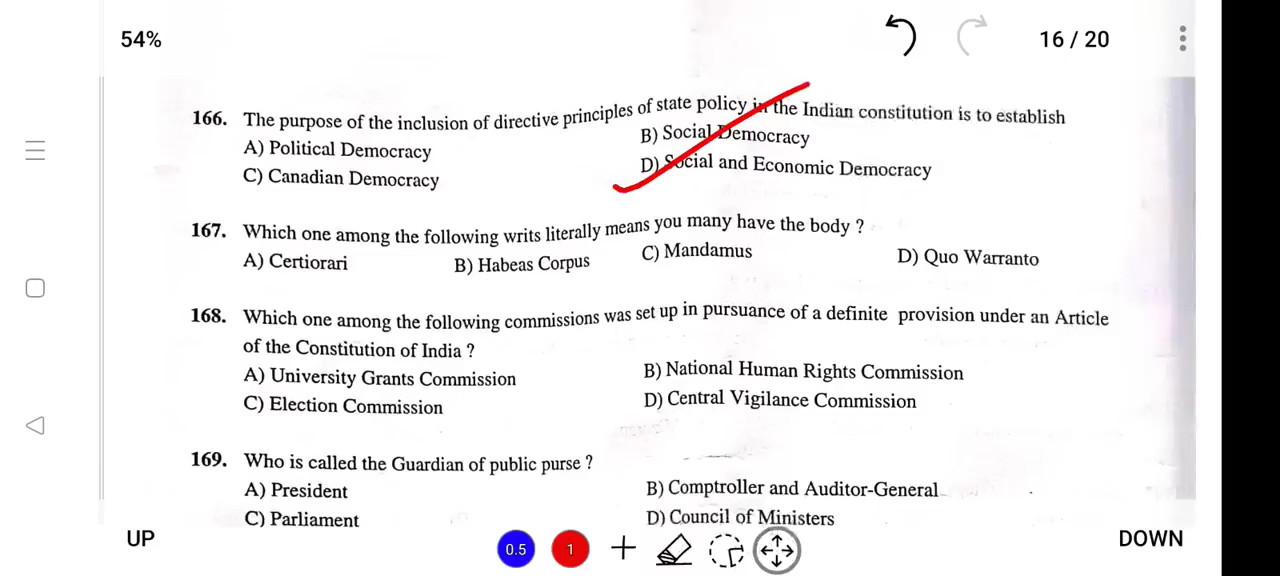 54%
16 / 20
166. The purpose of the inclusion of directive principles of state policy in the Indian constitution is to establish
A) Political Democracy B) Social Democracy
C) Canadian Democracy D) Social and Economic Democracy
167. Which one among the following writs literally means you many have the body ?
A) Certiorari B) Habeas Corpus C) Mandamus D) Quo Warranto
168. Which one among the following commissions was set up in pursuance of a definite provision under an Article
of the Constitution of India ?
A) University Grants Commission B) National Human Rights Commission
C) Election Commission D) Central Vigilance Commission
169. Who is called the Guardian of public purse ?
A) President B) Comptroller and Auditor-General
C) Parliament D) Council of Ministers
UP 0.5 1 DOWN